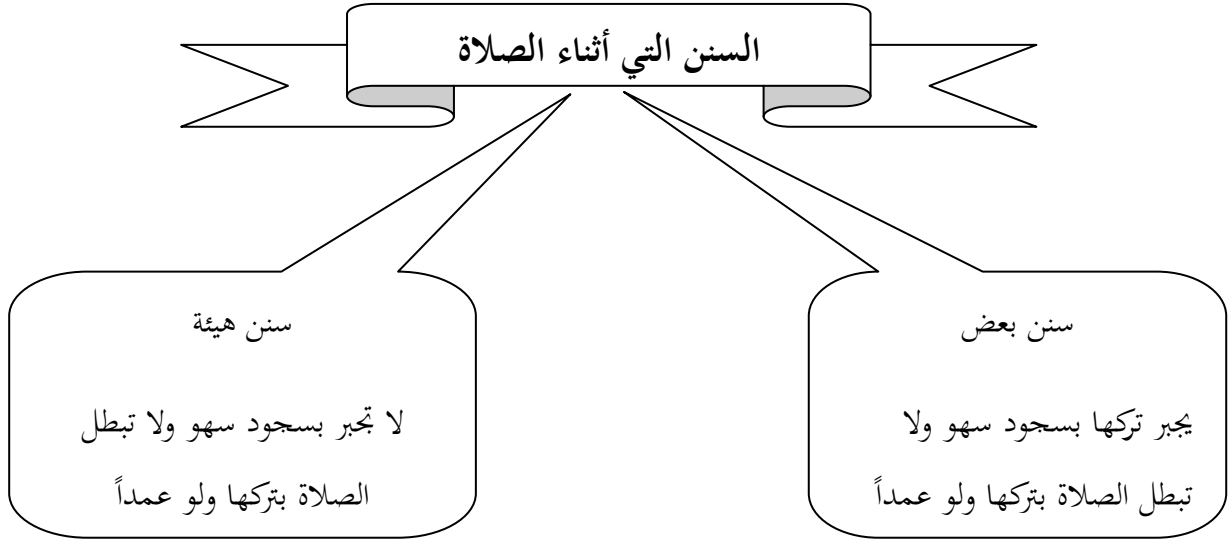 السنن التي أثناء الصلاة
سنن بعض
يجبر تركها بسجود سهو ولا
تبطل الصلاة بتركها ولو عمداً
سنن هيئة
لا تجبر بسجود سهو ولا تبطل
الصلاة بتركها ولو عمداً